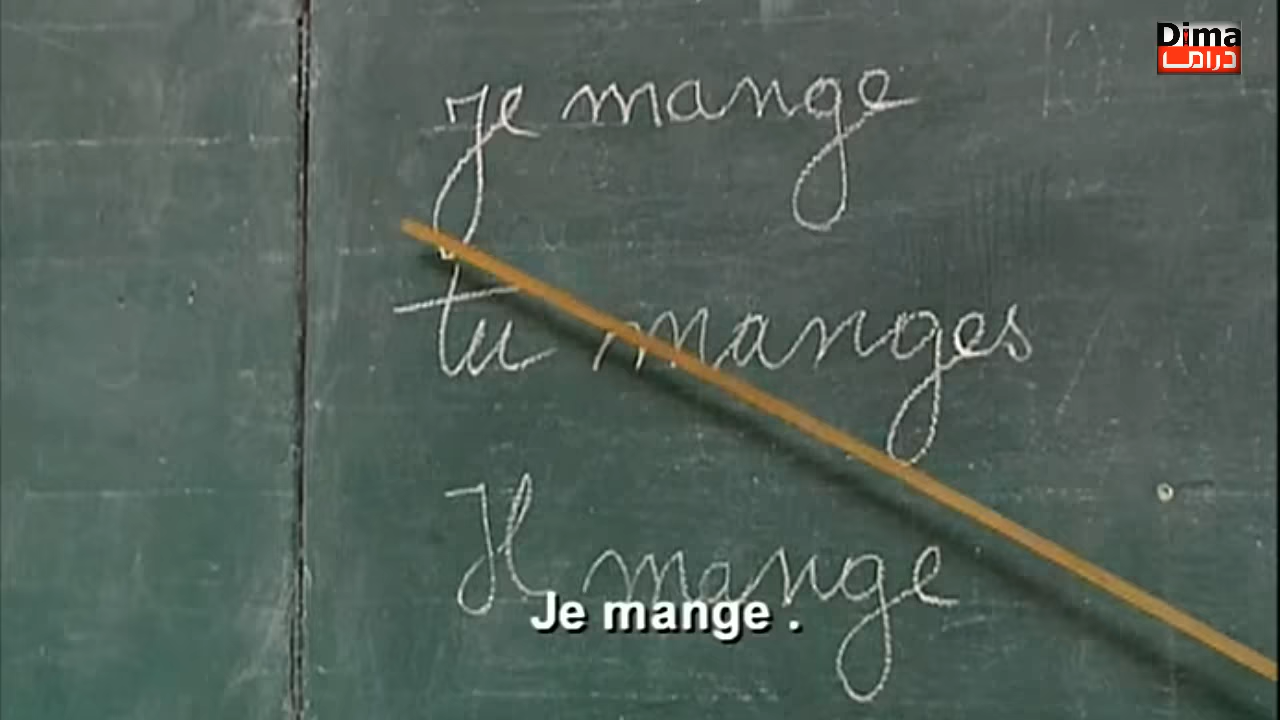 Dima
دراما
je mange
tu manges
Il mange
Je mange .